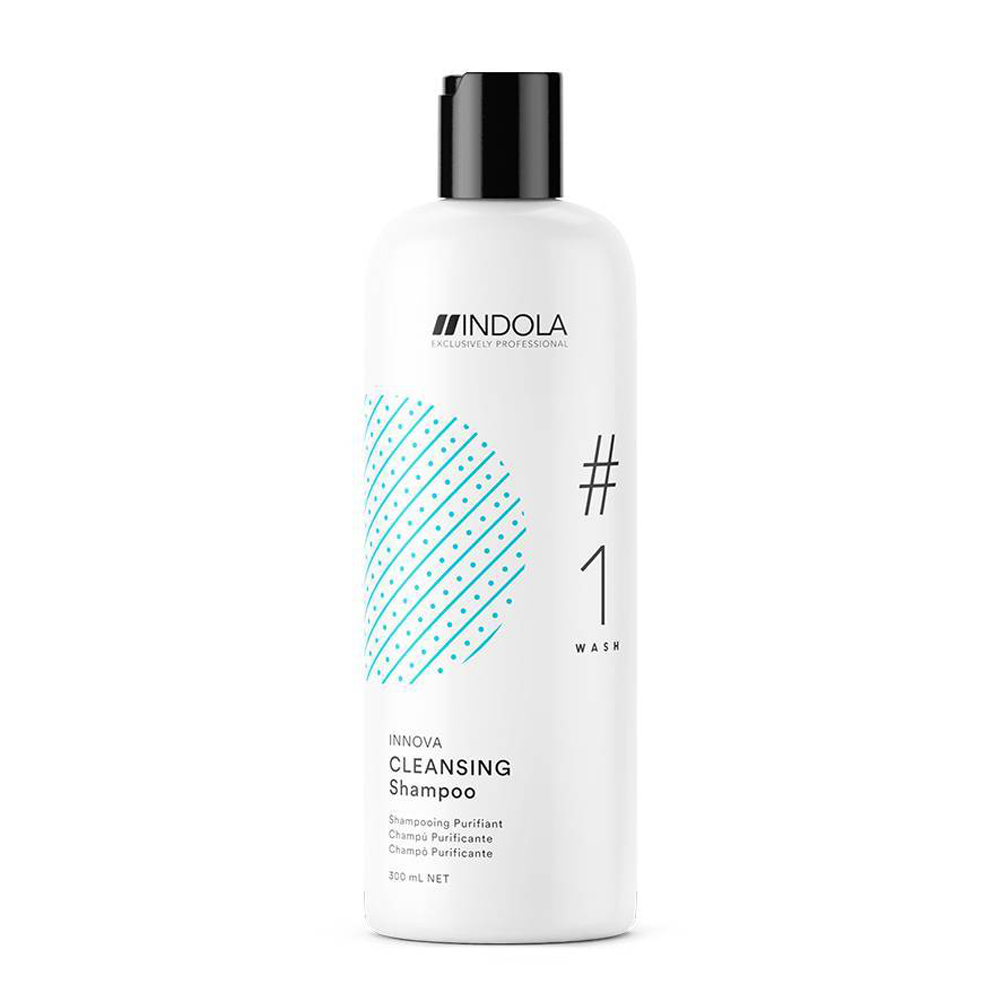 INDOLA
EXCLUSIVELY PROFESSIONAL
#
1
WASH
INNOVA
CLEANSING
Shampoo
Shampooing Purifiant
Champú Purificante
Champô Purificante
300 mL NET